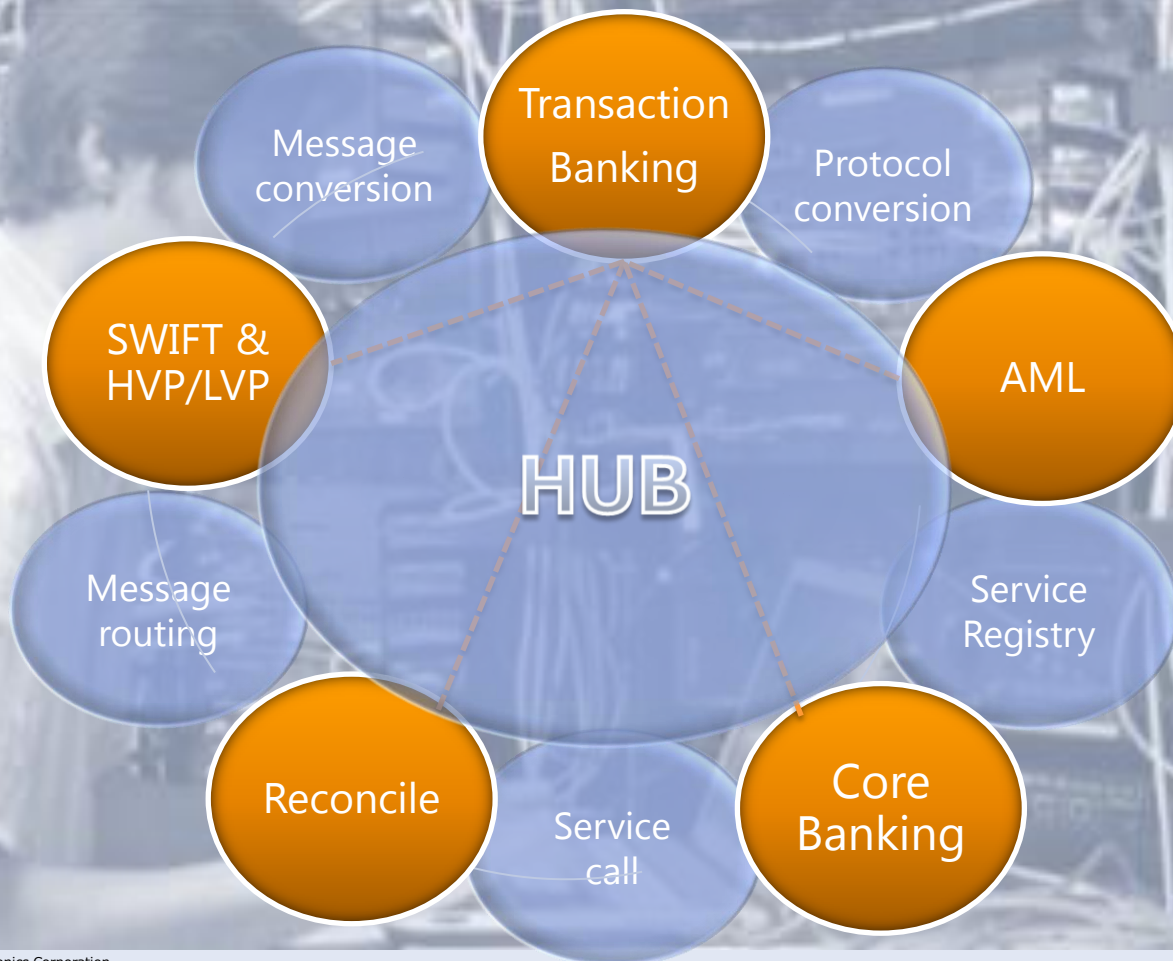 Transaction
Banking
Message
conversion
Protocol
conversion
SWIFT &
HVP/LVP
AML
HUB
Message
routing
Service
Registry
Reconcile
Core
Banking
Service
call
Corporation